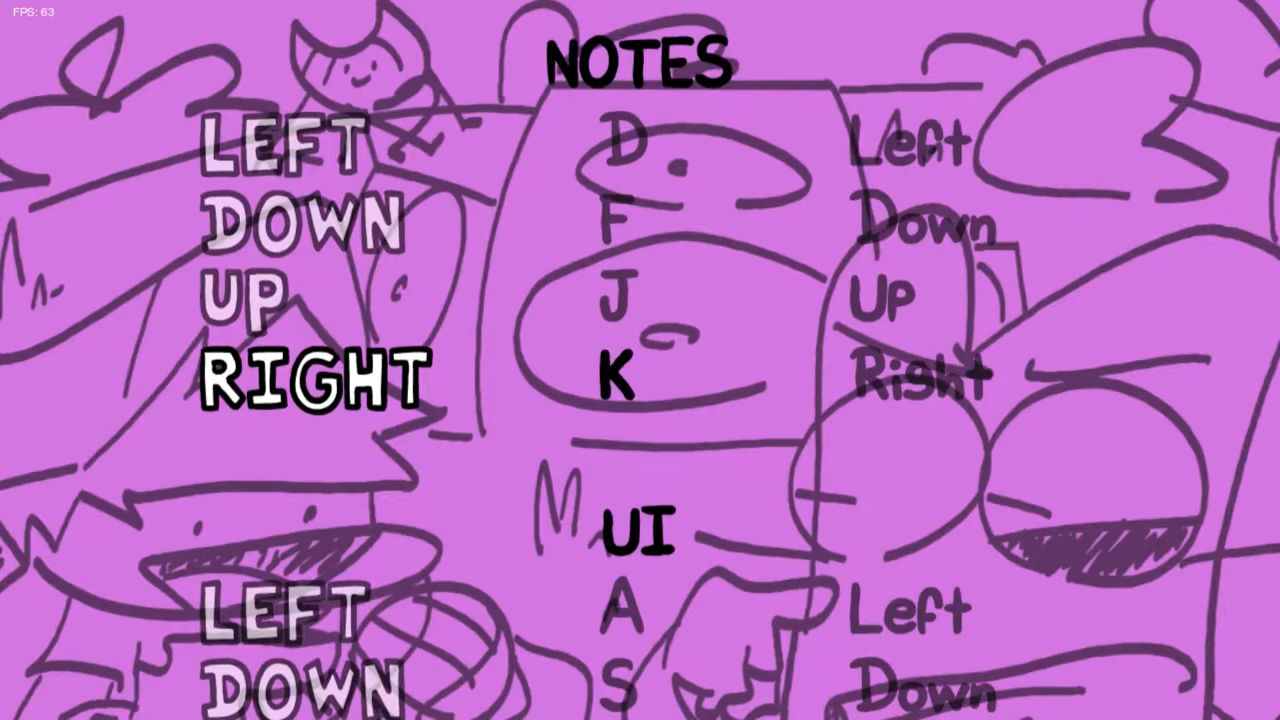 FPS: 63
NOTES
LEFT D Left
DOWN F Down
UP J Up
RIGHT K Right
UI
LEFT A Left
DOWN S Down